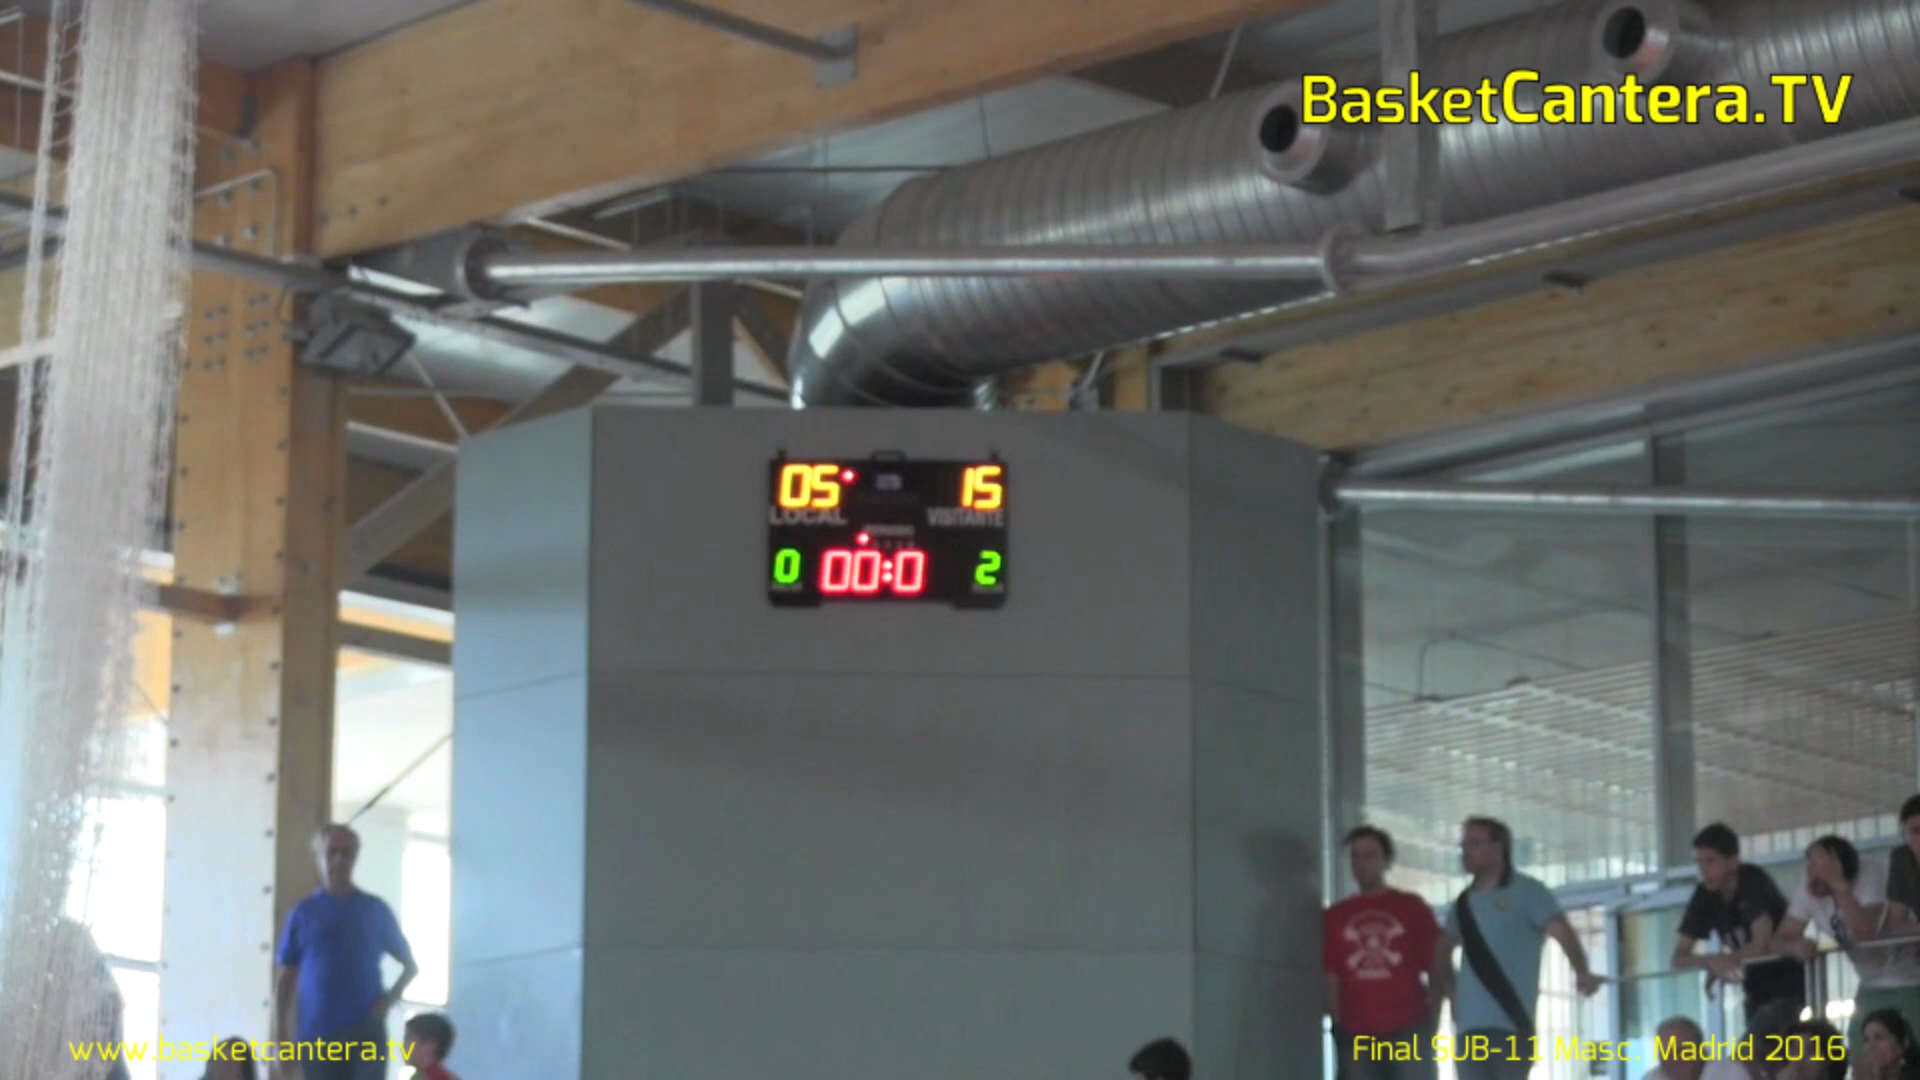 BasketCantera.TV
05 15
LOCAL VISITANTE
0 00:0 2
www.basketcantera.tv
Final SUB-11 Masc. Madrid 2016